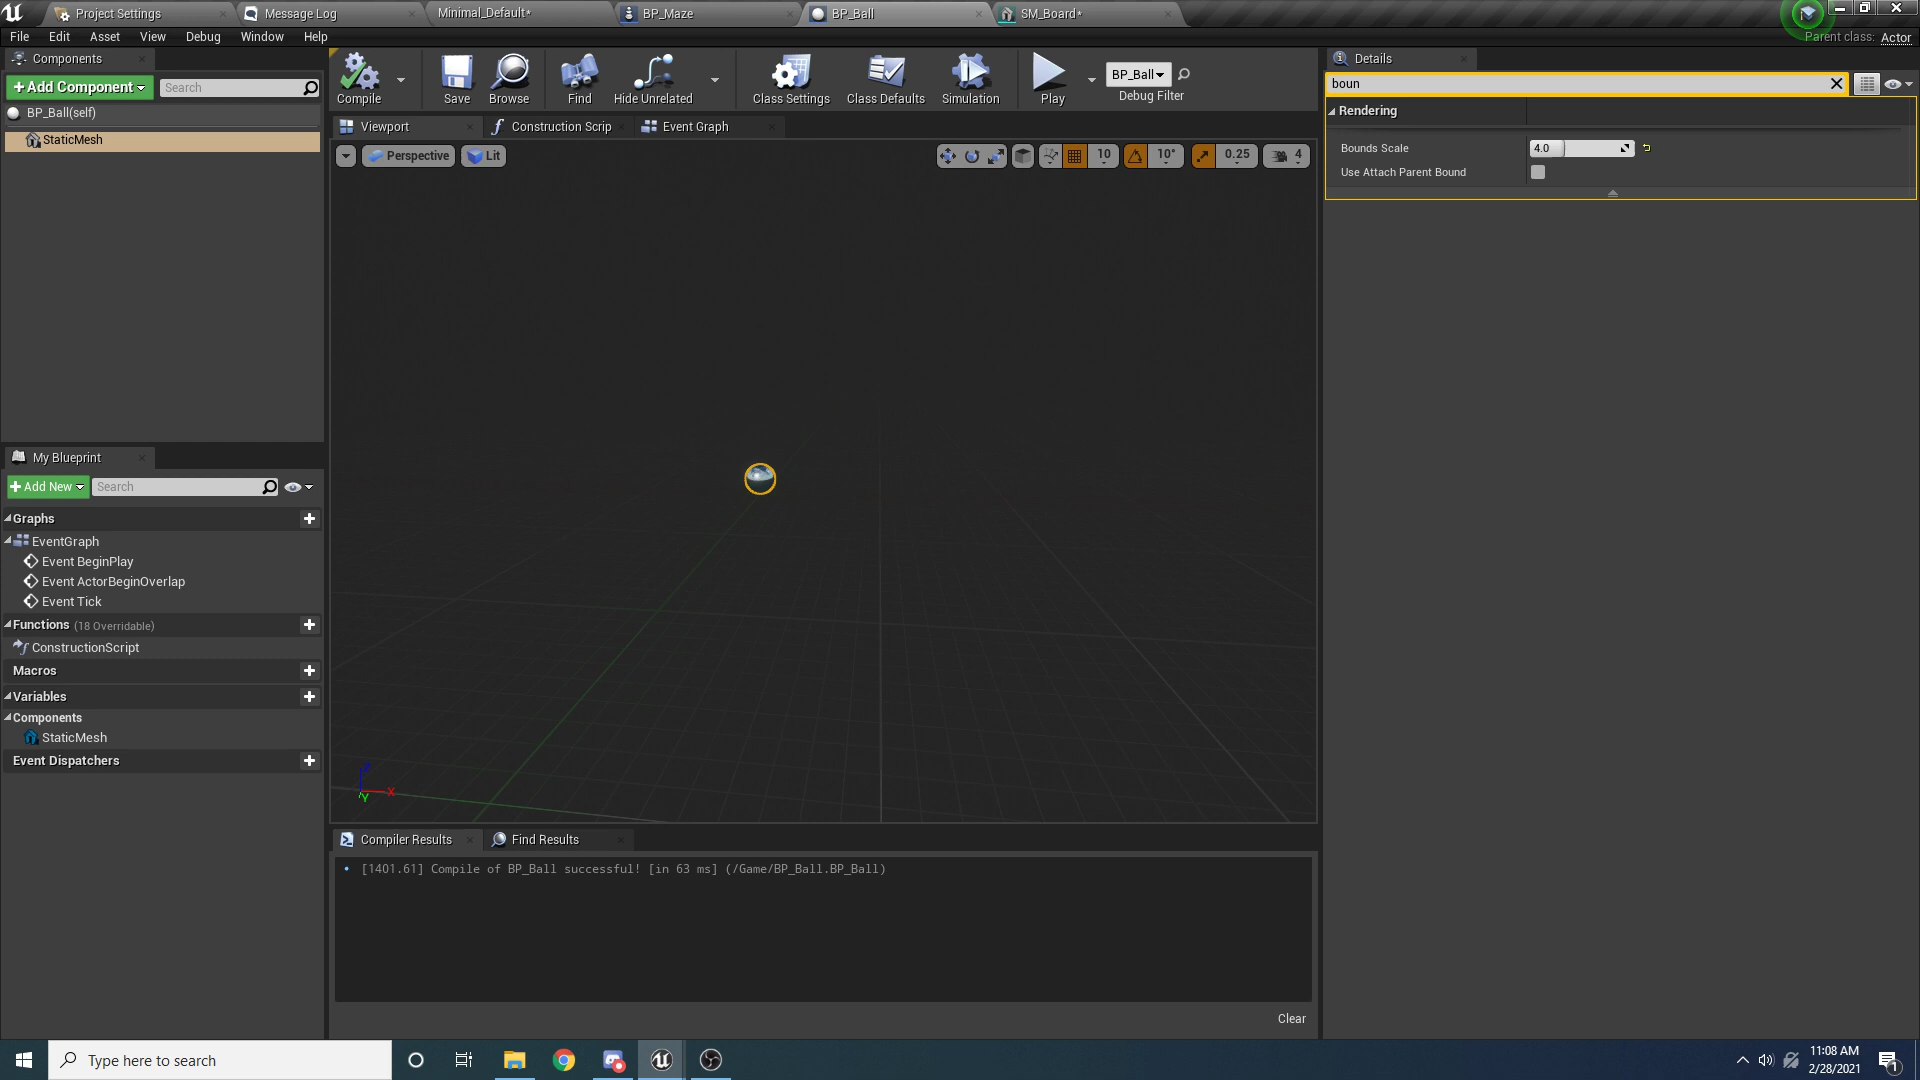 Project Settings
Message Log
Minimal_Default*
BP_Maze
BP_Ball
SM_Board*
File Edit Asset View Debug Window Help
Parent class: Actor
Components
+Add Component
Search
BP_Ball(self)
StaticMesh
Compile
Save
Browse
Find
Hide Unrelated
Class Settings
Class Defaults
Simulation
Play
BP_Ball
Debug Filter
Viewport
Construction Scrip
Event Graph
Perspective
Lit
10
10°
0.25
4
X
Y
Details
boun
Rendering
Bounds Scale
4.0
Use Attach Parent Bound
My Blueprint
+Add New
Search
Graphs
EventGraph
Event BeginPlay
Event ActorBeginOverlap
Event Tick
Functions (18 Overridable)
ConstructionScript
Macros
Variables
Components
StaticMesh
Event Dispatchers
Compiler Results
Find Results
• [1401.61] Compile of BP_Ball successful! [in 63 ms] (/Game/BP_Ball.BP_Ball)
Clear
Type here to search
11:08 AM
2/28/2021
1